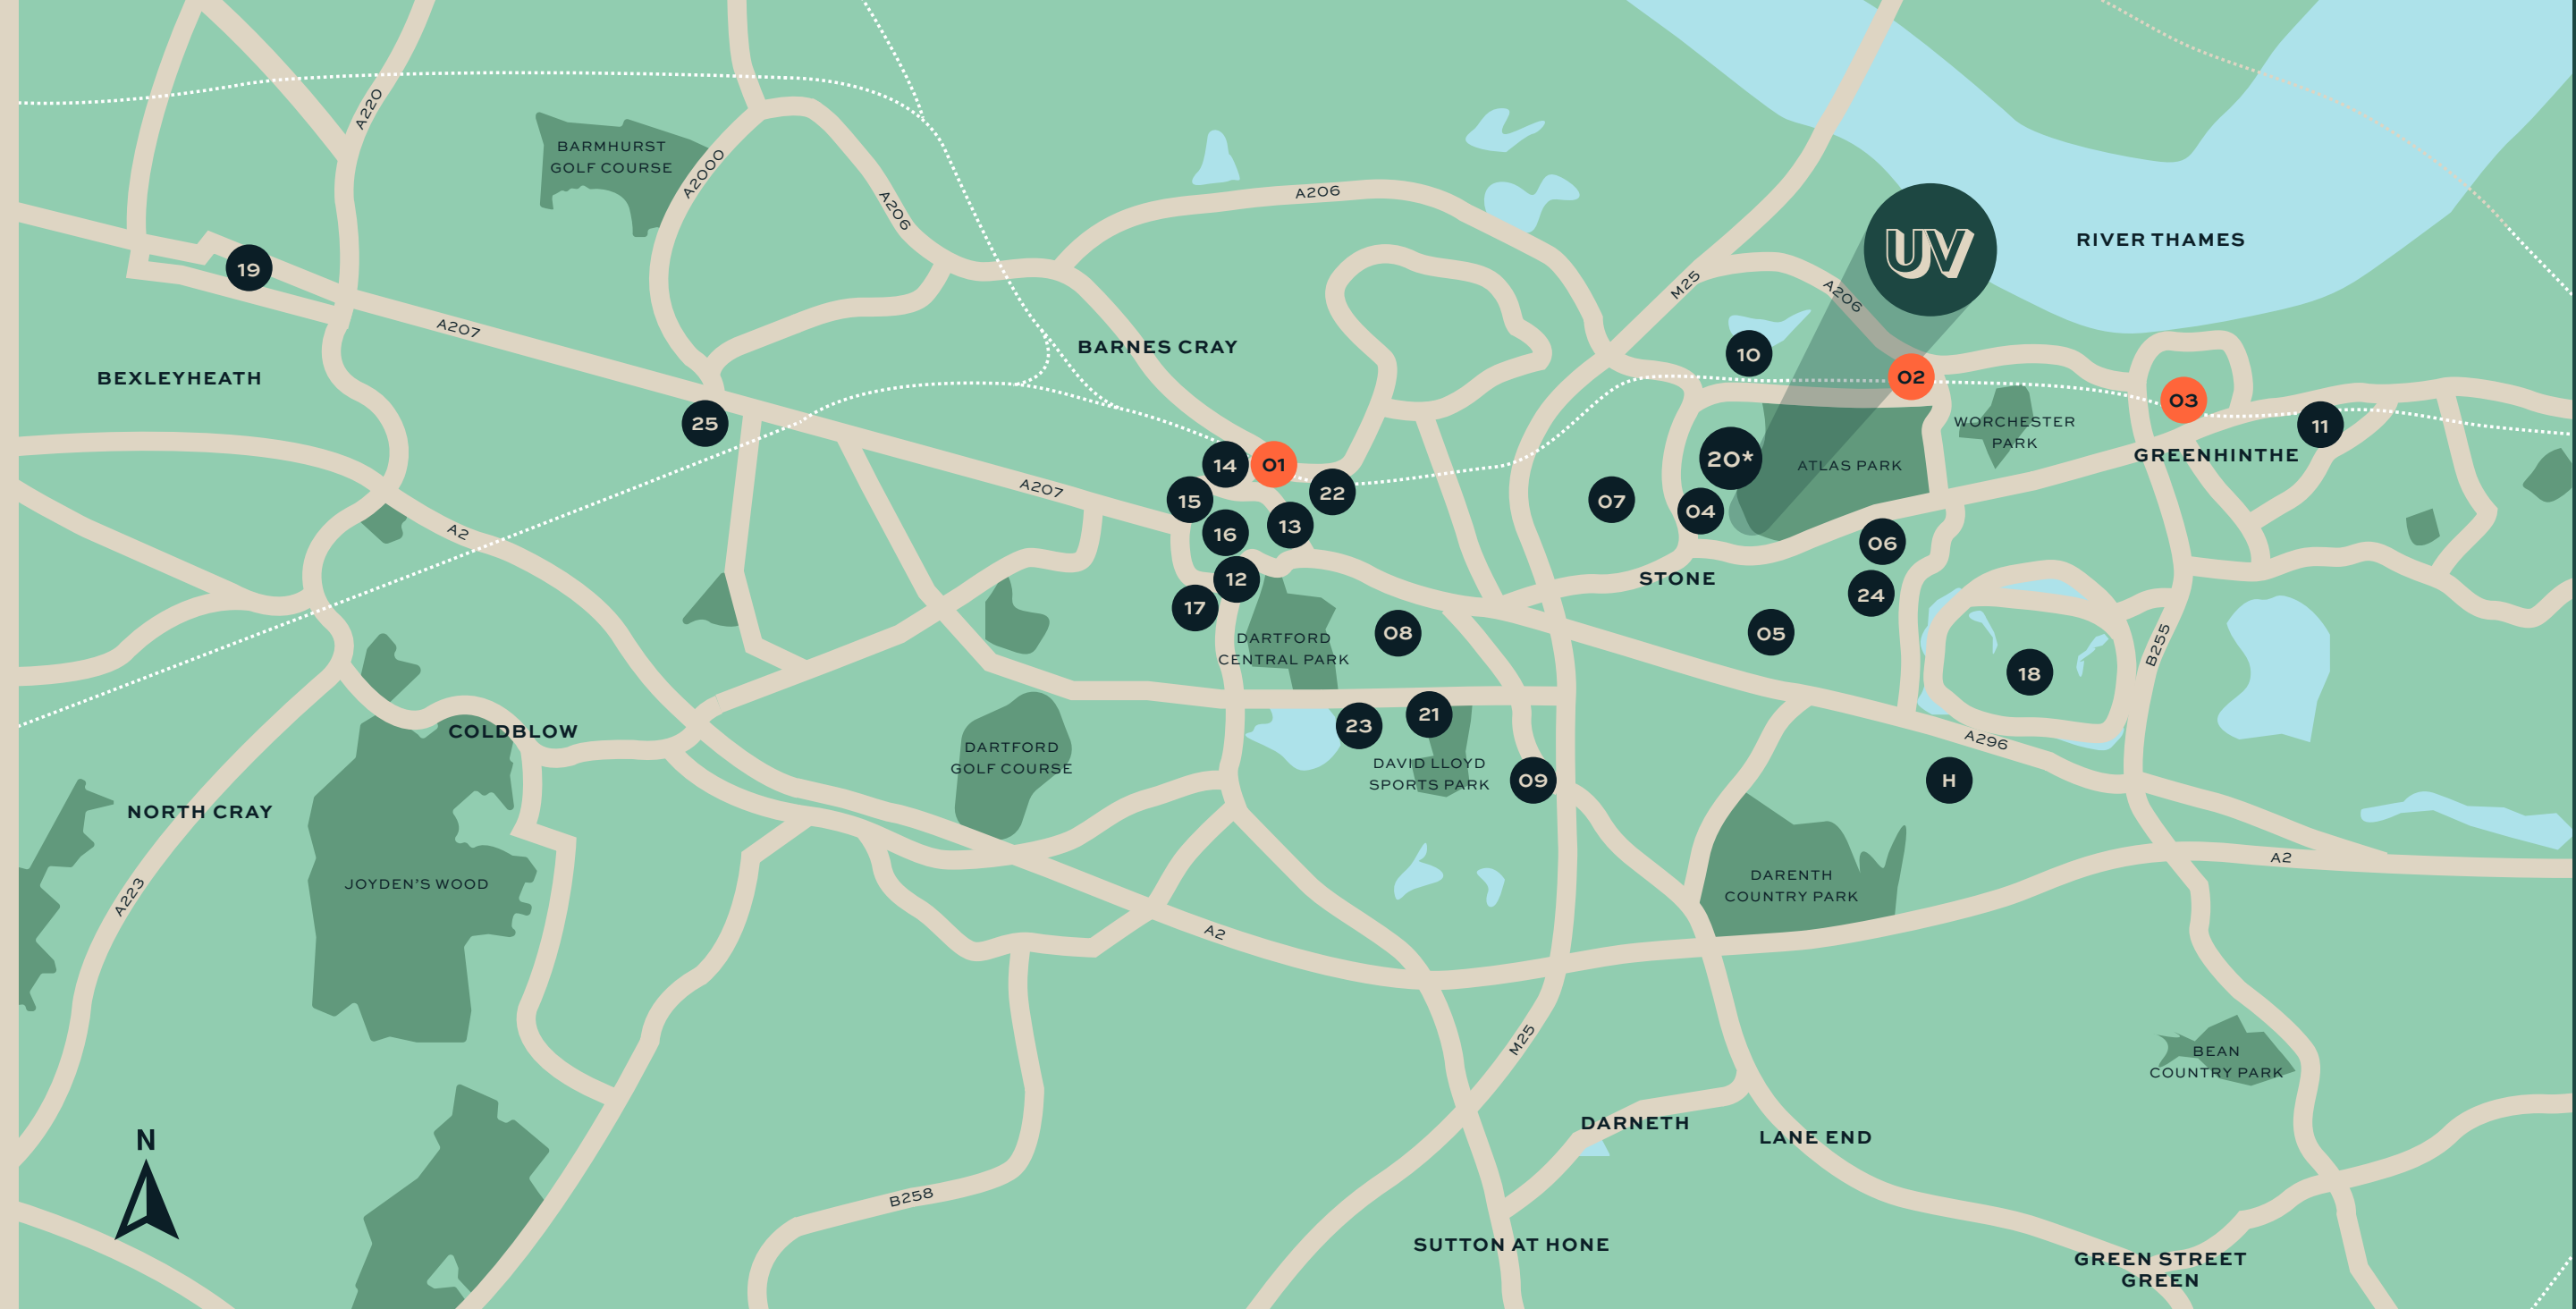 A220
BARMHURST
GOLF COURSE
A2000
A206
A206
UV
RIVER THAMES
19
M25
A206
A207
BARNES CRAY
10
BEXLEYHEATH
02
03
25
WORCHESTER
PARK
11
GREENHINTHE
14
01
20*
ATLAS PARK
A207
22
15
07
04
13
16
A2
06
12
STONE
24
17
DARTFORD
CENTRAL PARK
08
05
B255
18
21
23
COLDBLOW
A296
DARTFORD
GOLF COURSE
DAVID LLOYD
SPORTS PARK
09
H
NORTH CRAY
A2
JOYDEN'S WOOD
A223
DARENTH
COUNTRY PARK
A2
M25
BEAN
COUNTRY PARK
DARNETH
LANE END
N
B258
SUTTON AT HONE
GREEN STREET
GREEN